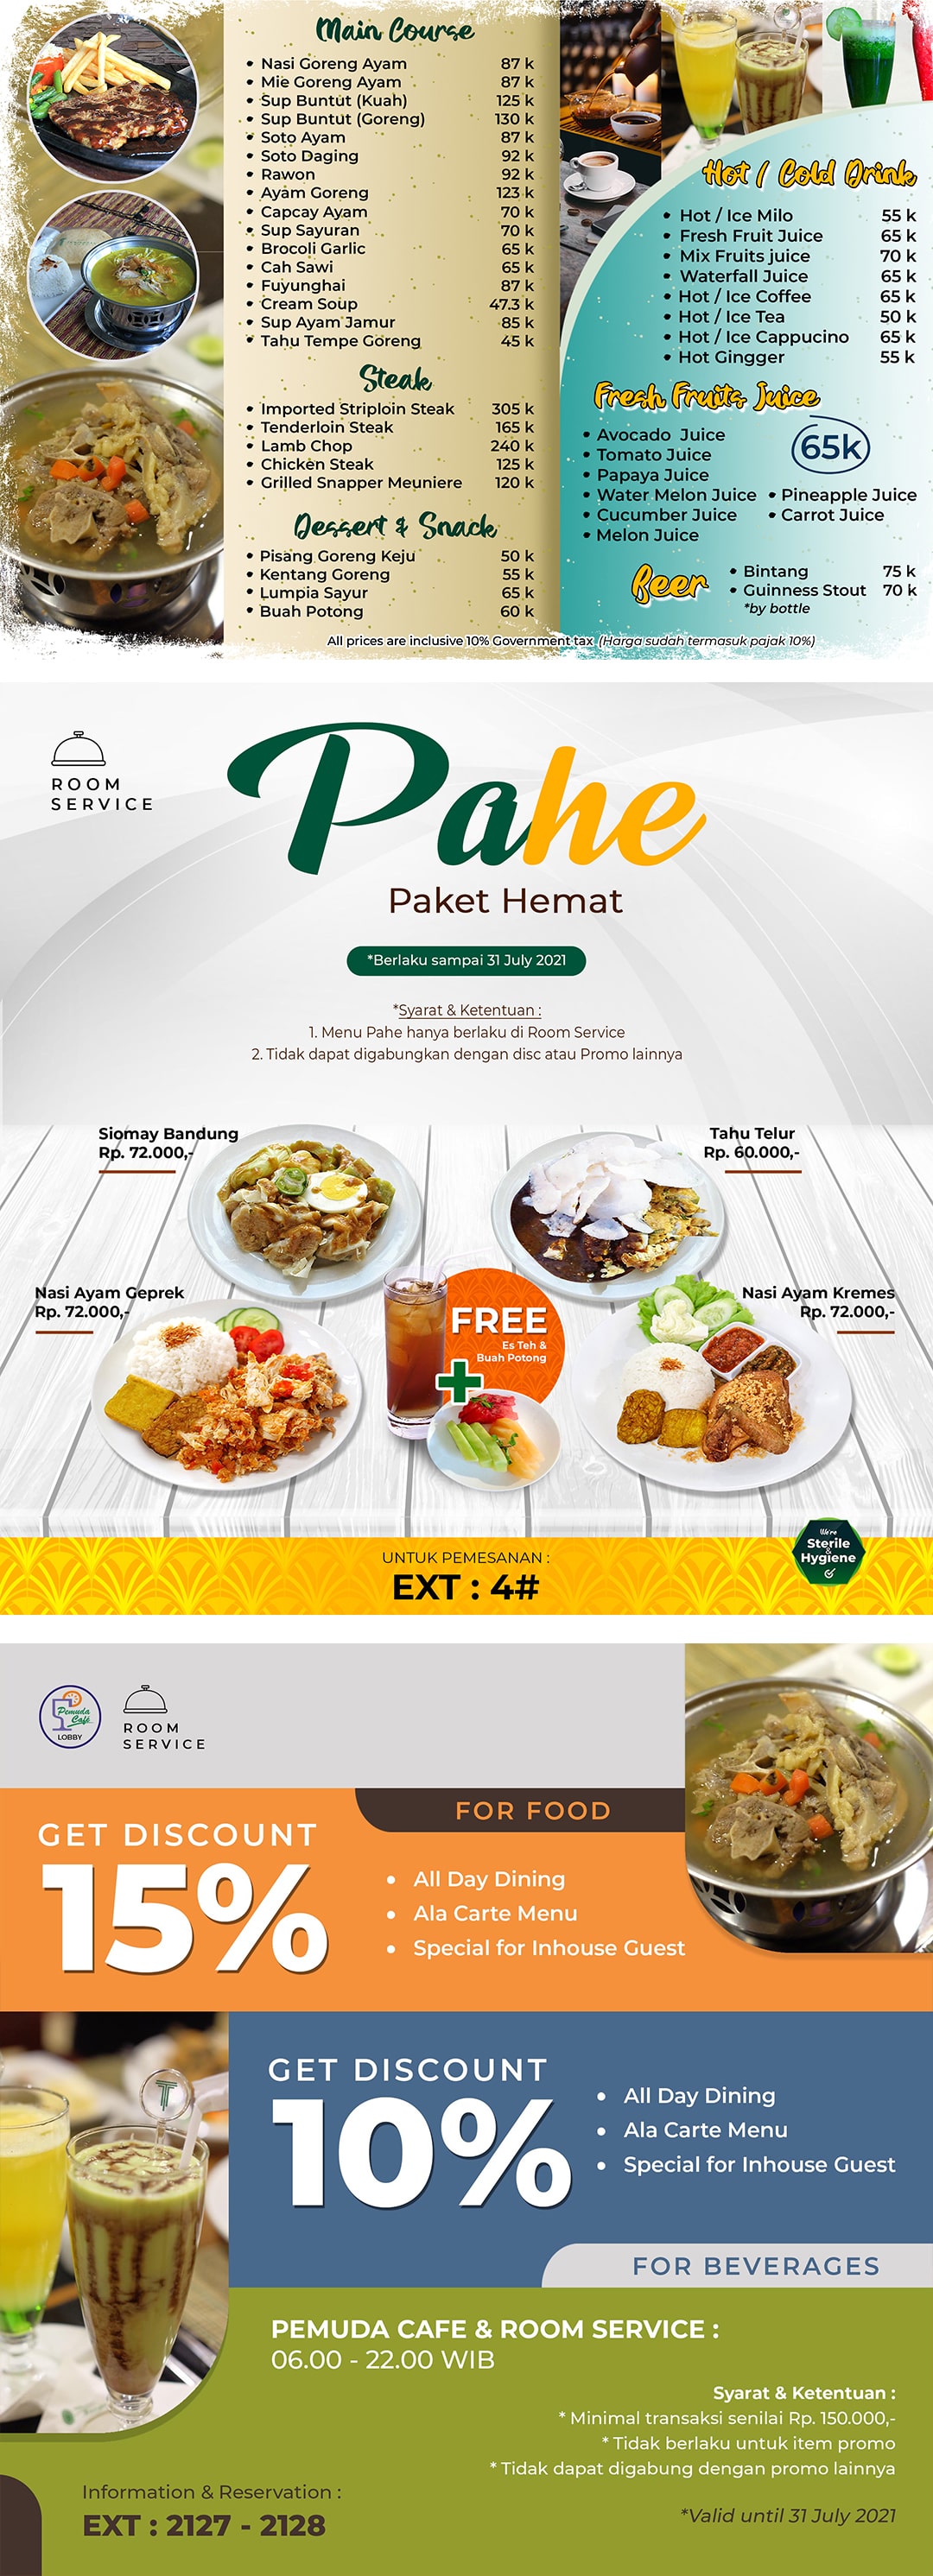 Main Course
• Nasi Goreng Ayam 87 k
• Mie Goreng Ayam 87 k
• Sup Buntut (Kuah) 125 k
• Sup Buntut (Goreng) 130 k
• Soto Ayam 87 k
• Soto Daging 92 k
• Rawon 92 k
• Ayam Goreng 123 k
• Capcay Ayam 70 k
• Sup Sayuran 70 k
• Brocoli Garlic 65 k
• Cah Sawi 65 k
• Fuyunghai 87 k
• Cream Soup 47.3 k
• Sup Ayam Jamur 85 k
• Tahu Tempe Goreng 45 k
Steak
• Imported Striploin Steak 305 k
• Tenderloin Steak 165 k
• Lamb Chop 240 k
• Chicken Steak 125 k
• Grilled Snapper Meuniere 120 k
Dessert & Snack
• Pisang Goreng Keju 50 k
• Kentang Goreng 55 k
• Lumpia Sayur 65 k
• Buah Potong 60 k
Hot / Cold Drink
• Hot / Ice Milo 55 k
• Fresh Fruit Juice 65 k
• Mix Fruits juice 70 k
• Waterfall Juice 65 k
• Hot / Ice Coffee 65 k
• Hot / Ice Tea 50 k
• Hot / Ice Cappucino 65 k
• Hot Gingger 55 k
Fresh Fruits Juice
65k
• Avocado Juice
• Tomato Juice
• Papaya Juice
• Water Melon Juice • Pineapple Juice
• Cucumber Juice • Carrot Juice
• Melon Juice
Beer
• Bintang 75 k
• Guinness Stout 70 k
*by bottle
All prices are inclusive 10% Government tax (Harga sudah termasuk pajak 10%)
ROOM
SERVICE
Pahe
Paket Hemat
*Berlaku sampai 31 July 2021
*Syarat & Ketentuan :
1. Menu Pahe hanya berlaku di Room Service
2. Tidak dapat digabungkan dengan disc atau Promo lainnya
Siomay Bandung
Rp. 72.000,-
Tahu Telur
Rp. 60.000,-
Nasi Ayam Geprek
Rp. 72.000,-
Nasi Ayam Kremes
Rp. 72.000,-
FREE
Es Teh &
Buah Potong
UNTUK PEMESANAN :
EXT : 4#
We're
Sterile
&
Hygiene
Pemuda
Café
LOBBY
ROOM
SERVICE
FOR FOOD
GET DISCOUNT
15%
• All Day Dining
• Ala Carte Menu
• Special for Inhouse Guest
T
GET DISCOUNT
10%
• All Day Dining
• Ala Carte Menu
• Special for Inhouse Guest
FOR BEVERAGES
PEMUDA CAFE & ROOM SERVICE :
06.00 - 22.00 WIB
Syarat & Ketentuan :
* Minimal transaksi senilai Rp. 150.000,-
* Tidak berlaku untuk item promo
* Tidak dapat digabung dengan promo lainnya
Information & Reservation :
EXT : 2127 - 2128
*Valid until 31 July 2021